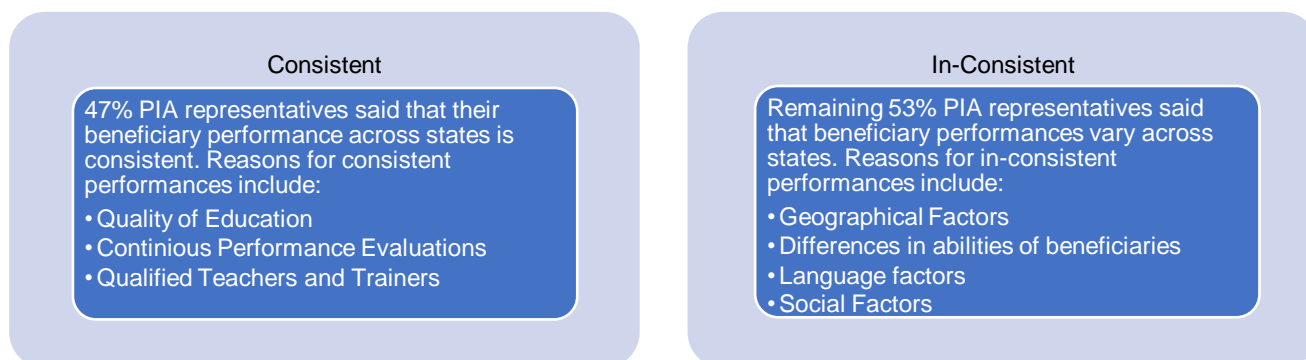 Consistent
47% PIA representatives said that their
beneficiary performance across states is
consistent. Reasons for consistent
performances include:
• Quality of Education
• Continious Performance Evaluations
• Qualified Teachers and Trainers
In-Consistent
Remaining 53% PIA representatives said
that beneficiary performances vary across
states. Reasons for in-consistent
performances include:
• Geographical Factors
• Differences in abilities of beneficiaries
• Language factors
• Social Factors